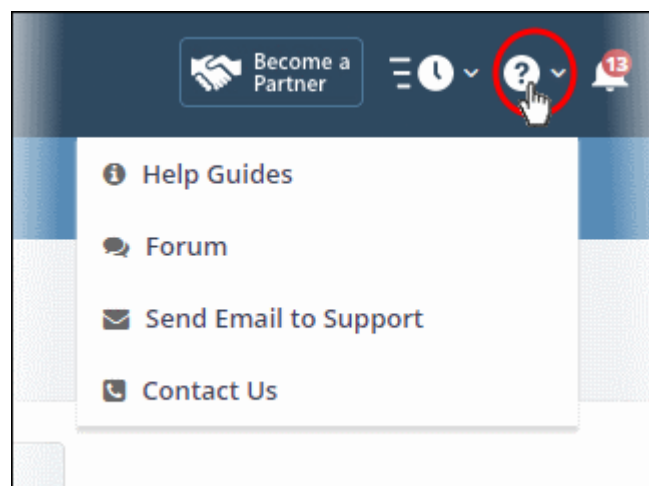 Become a
Partner
13
Help Guides
Forum
Send Email to Support
Contact Us